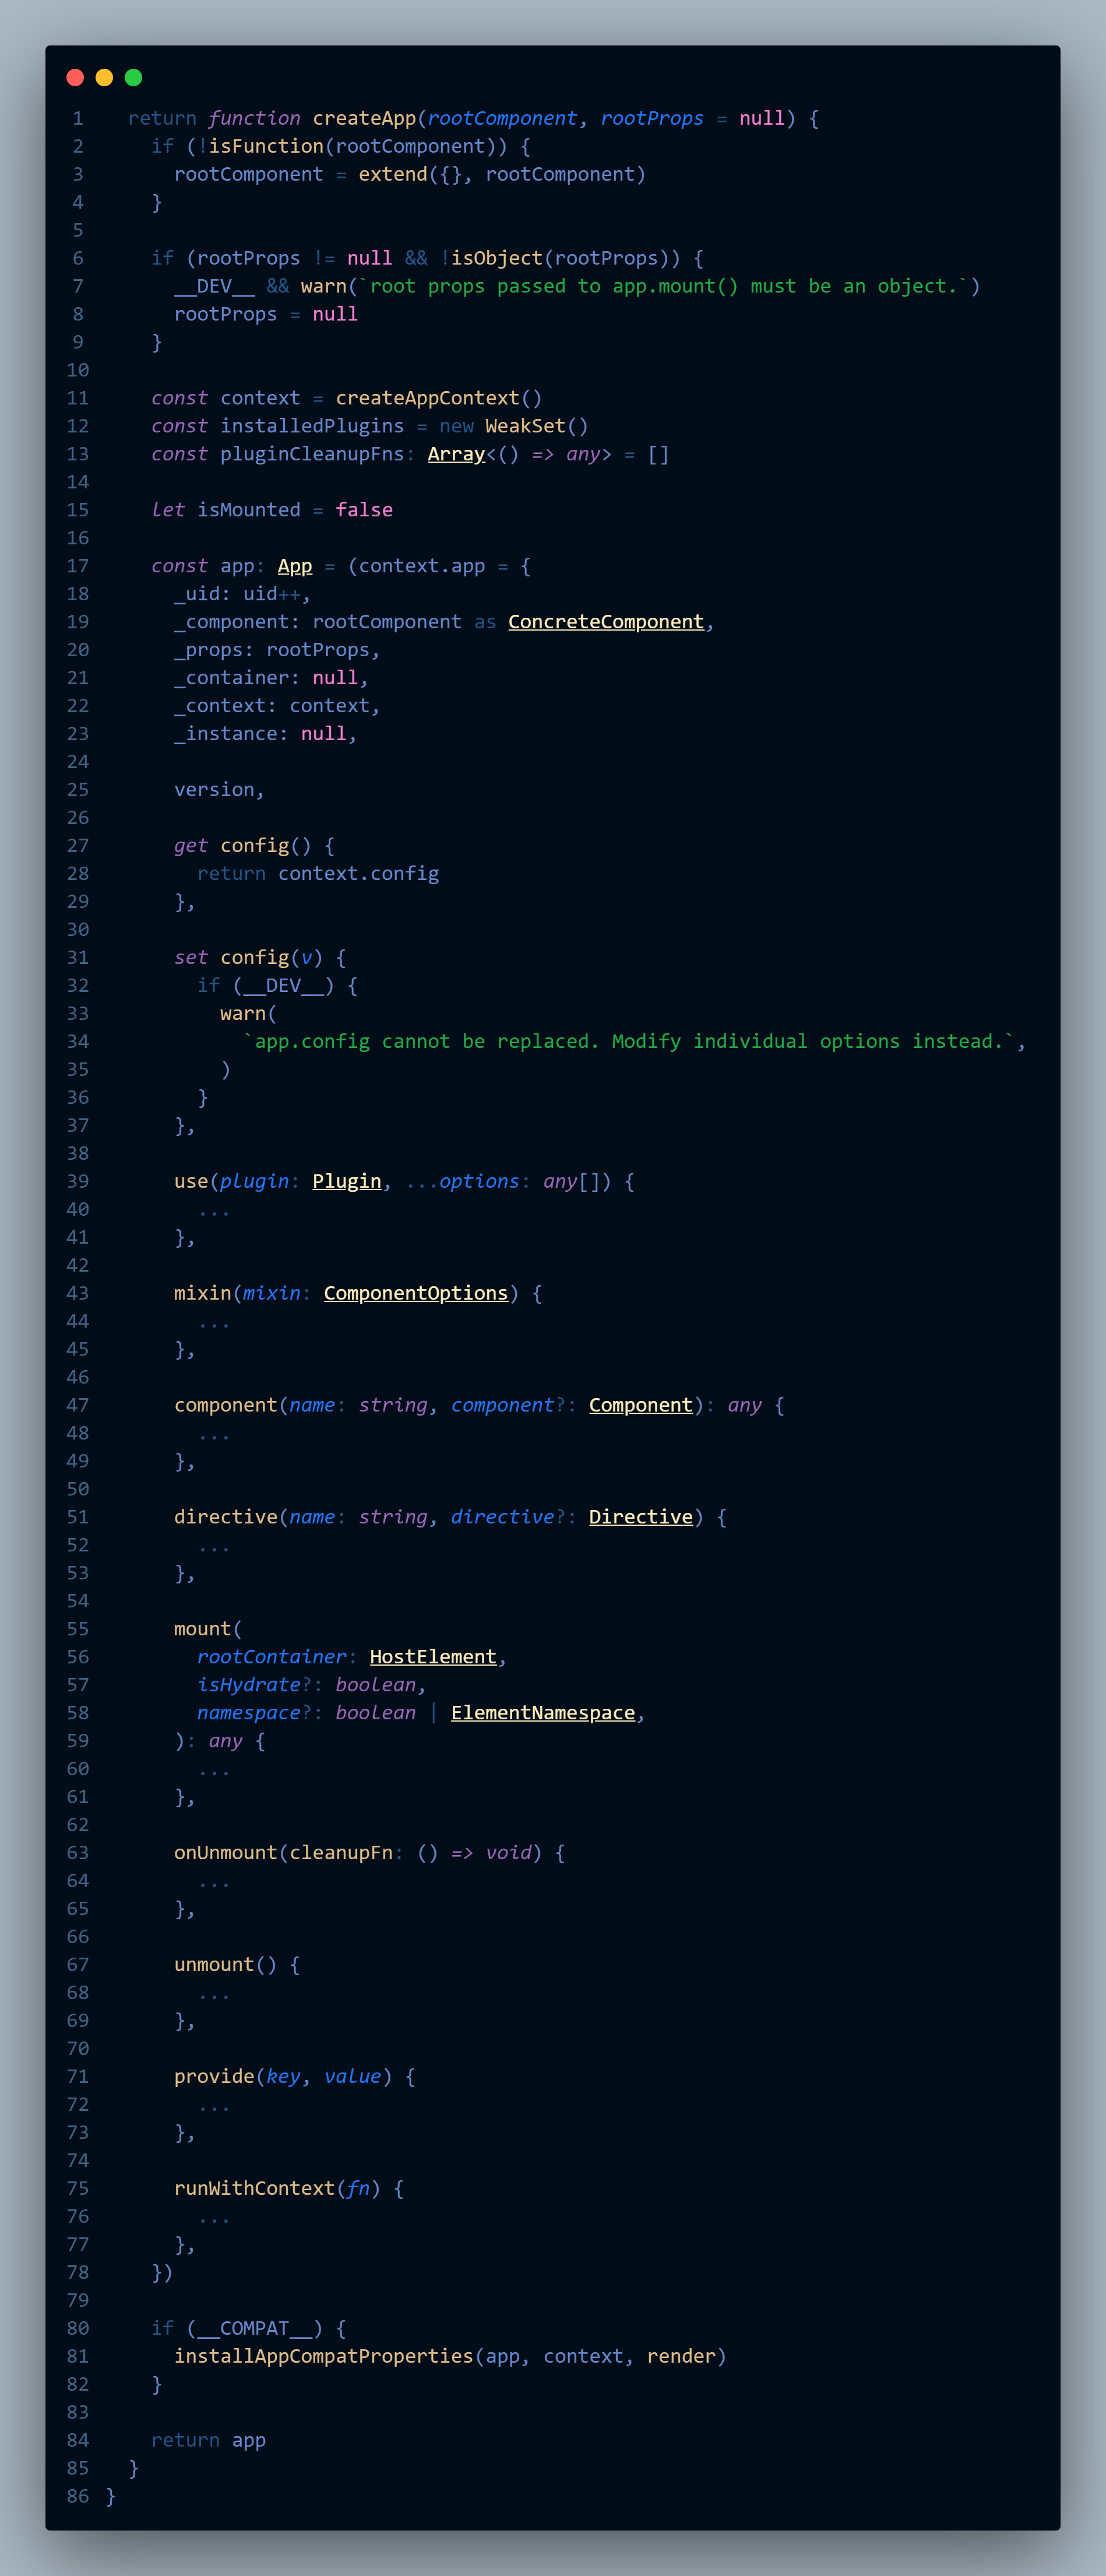 1 return function createApp(rootComponent, rootProps = null) {
2 if (!isFunction(rootComponent)) {
3 rootComponent = extend({}, rootComponent)
4 }
5
6 if (rootProps != null && !isObject(rootProps)) {
7 __DEV__ && warn(`root props passed to app.mount() must be an object.`)
8 rootProps = null
9 }
10
11 const context = createAppContext()
12 const installedPlugins = new WeakSet()
13 const pluginCleanupFns: Array<() => any> = []
14
15 let isMounted = false
16
17 const app: App = (context.app = {
18 _uid: uid++,
19 _component: rootComponent as ConcreteComponent,
20 _props: rootProps,
21 _container: null,
22 _context: context,
23 _instance: null,
24
25 version,
26
27 get config() {
28 return context.config
29 },
30
31 set config(v) {
32 if (__DEV__) {
33 warn(
34 `app.config cannot be replaced. Modify individual options instead.`,
35 )
36 }
37 },
38
39 use(plugin: Plugin, ...options: any[]) {
40 ...
41 },
42
43 mixin(mixin: ComponentOptions) {
44 ...
45 },
46
47 component(name: string, component?: Component): any {
48 ...
49 },
50
51 directive(name: string, directive?: Directive) {
52 ...
53 },
54
55 mount(
56 rootContainer: HostElement,
57 isHydrate?: boolean,
58 namespace?: boolean | ElementNamespace,
59 ): any {
60 ...
61 },
62
63 onUnmount(cleanupFn: () => void) {
64 ...
65 },
66
67 unmount() {
68 ...
69 },
70
71 provide(key, value) {
72 ...
73 },
74
75 runWithContext(fn) {
76 ...
77 },
78 })
79
80 if (__COMPAT__) {
81 installAppCompatProperties(app, context, render)
82 }
83
84 return app
85 }
86 }